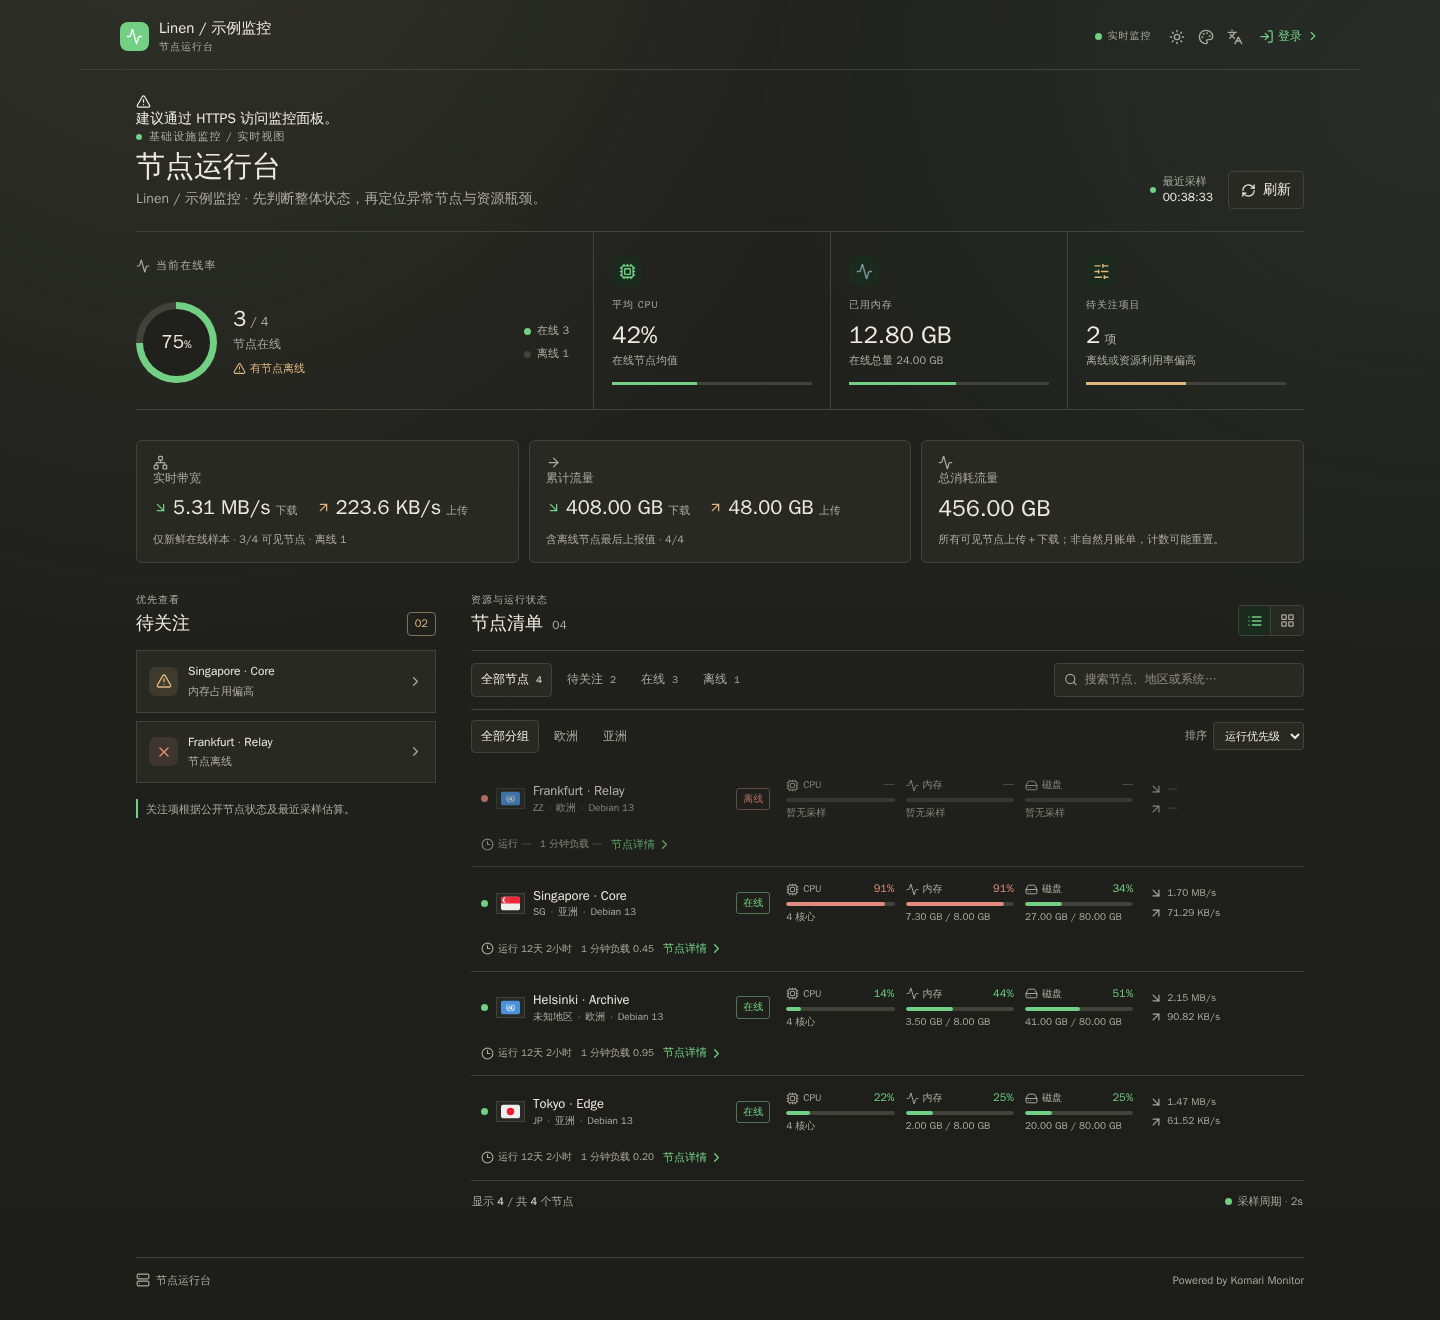 Linen / 示例监控
节点运行台
实时监控
登录
建议通过 HTTPS 访问监控面板。
基础设施监控 / 实时视图
节点运行台
Linen / 示例监控 · 先判断整体状态，再定位异常节点与资源瓶颈。
最近采样
00:38:33
刷新
当前在线率
75%
3 / 4
节点在线
有节点离线
在线 3
离线 1
平均 CPU
42%
在线节点均值
已用内存
12.80 GB
在线总量 24.00 GB
待关注项目
2 项
离线或资源利用率偏高
实时带宽
5.31 MB/s 下载 223.6 KB/s 上传
仅新鲜在线样本 · 3/4 可见节点 · 离线 1
累计流量
408.00 GB 下载 48.00 GB 上传
含离线节点最后上报值 · 4/4
总消耗流量
456.00 GB
所有可见节点上传 + 下载；非自然月账单，计数可能重置。
优先查看
待关注
02
Singapore · Core
内存占用偏高
Frankfurt · Relay
节点离线
关注项根据公开节点状态及最近采样估算。
资源与运行状态
节点清单 04
全部节点 4 待关注 2 在线 3 离线 1
搜索节点、地区或系统…
全部分组 欧洲 亚洲
排序 运行优先级
Frankfurt · Relay
ZZ · 欧洲 · Debian 13
离线
CPU —
暂无采样
内存 —
暂无采样
磁盘 —
暂无采样
—
—
运行 — 1 分钟负载 — 节点详情
Singapore · Core
SG · 亚洲 · Debian 13
在线
CPU 91%
4 核心
内存 91%
7.30 GB / 8.00 GB
磁盘 34%
27.00 GB / 80.00 GB
1.70 MB/s
71.29 KB/s
运行 12天 2小时 1 分钟负载 0.45 节点详情
Helsinki · Archive
未知地区 · 欧洲 · Debian 13
在线
CPU 14%
4 核心
内存 44%
3.50 GB / 8.00 GB
磁盘 51%
41.00 GB / 80.00 GB
2.15 MB/s
90.82 KB/s
运行 12天 2小时 1 分钟负载 0.95 节点详情
Tokyo · Edge
JP · 亚洲 · Debian 13
在线
CPU 22%
4 核心
内存 25%
2.00 GB / 8.00 GB
磁盘 25%
20.00 GB / 80.00 GB
1.47 MB/s
61.52 KB/s
运行 12天 2小时 1 分钟负载 0.20 节点详情
显示 4 / 共 4 个节点
采样周期 · 2s
节点运行台
Powered by Komari Monitor